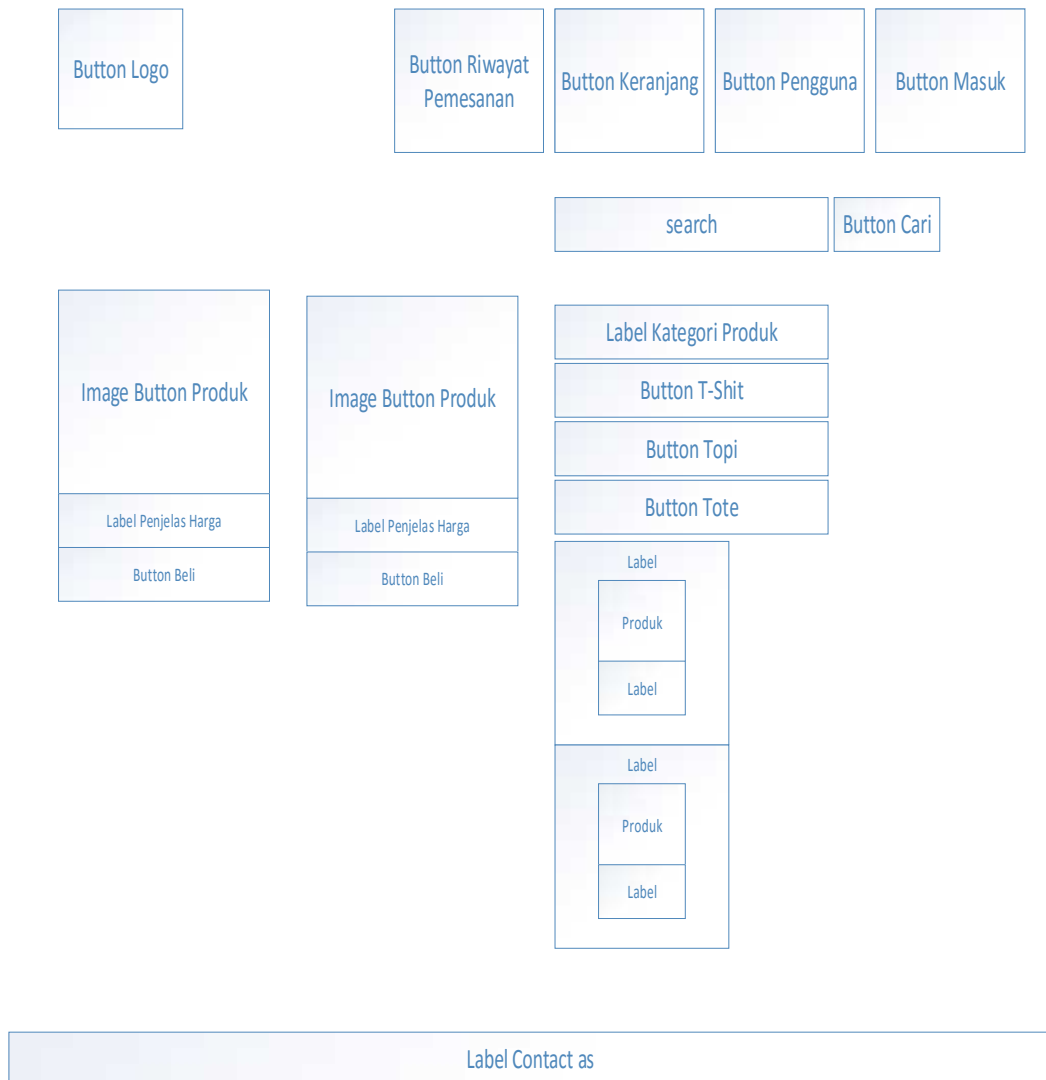 Button Logo
Button Riwayat
Pemesanan
Button Keranjang
Button Pengguna
Button Masuk
search
Button Cari
Image Button Produk
Label Penjelas Harga
Button Beli
Image Button Produk
Label Penjelas Harga
Button Beli
Label Kategori Produk
Button T-Shit
Button Topi
Button Tote
Label
Produk
Label
Label
Produk
Label
Label Contact as